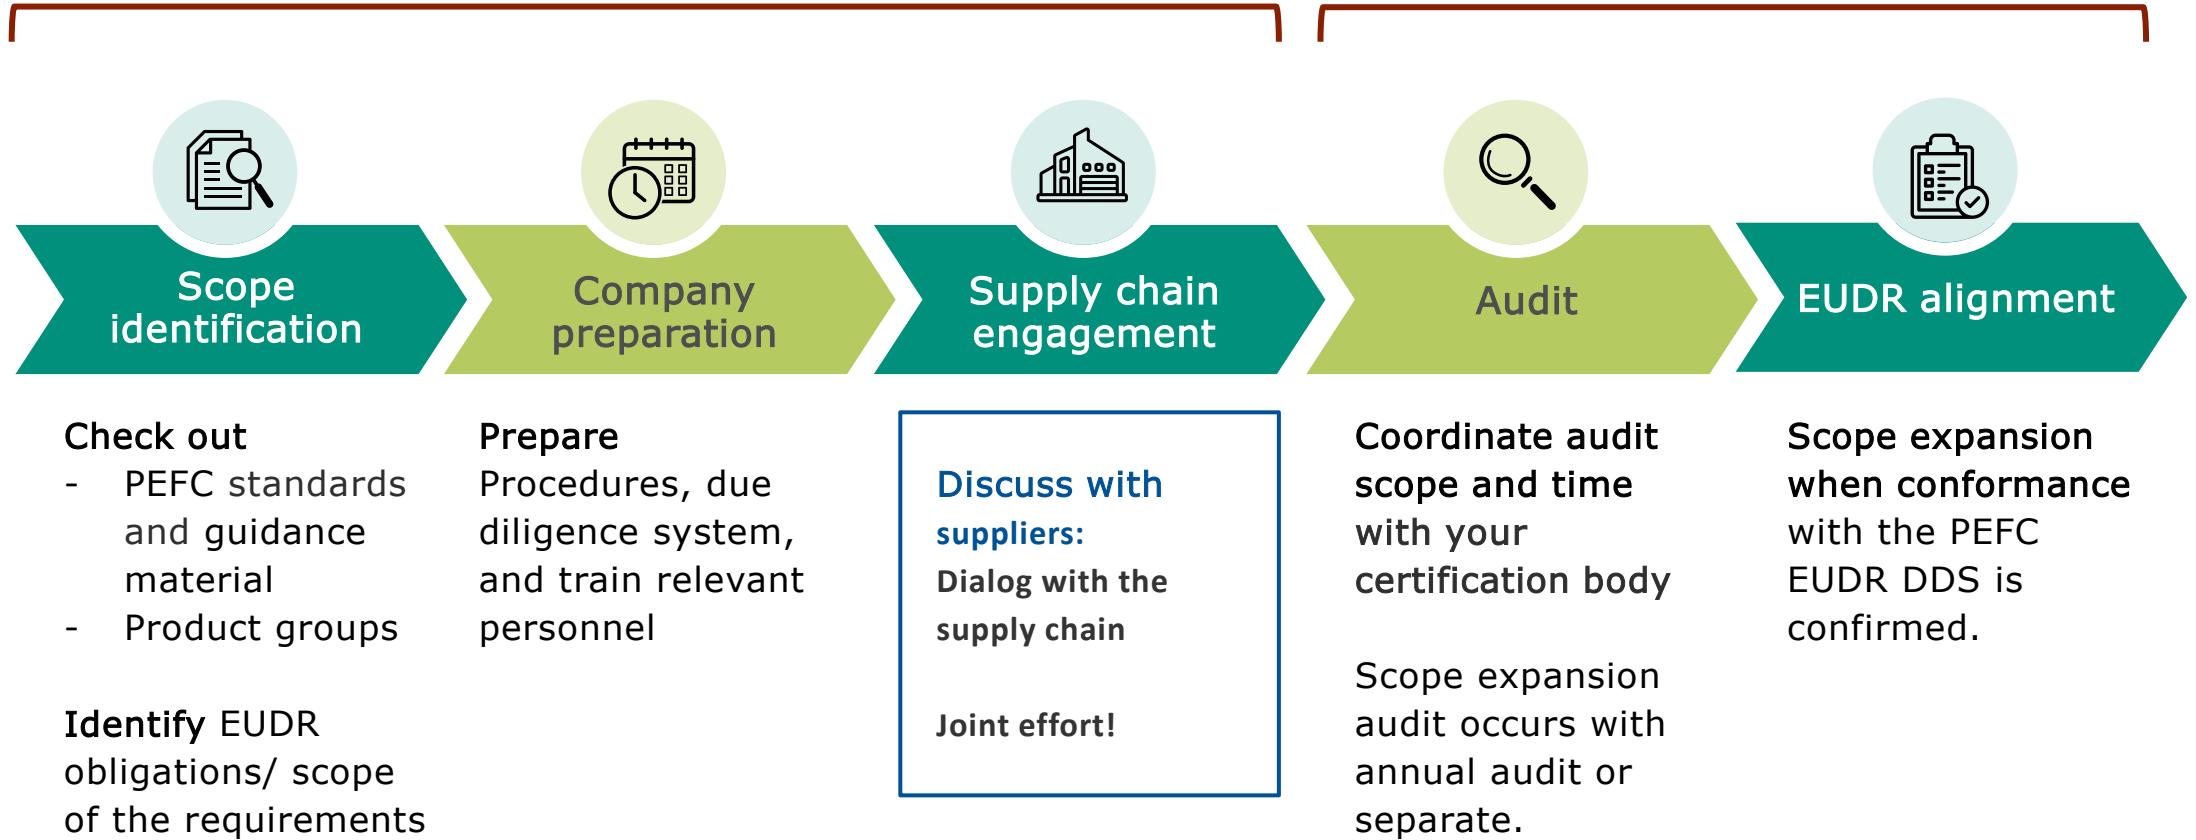 Scope
identification
Company
preparation
Supply chain
engagement
Audit
EUDR alignment
Check out
- PEFC standards
and guidance
material
- Product groups
Identify EUDR
obligations/ scope
of the requirements
Prepare
Procedures, due
diligence system,
and train relevant
personnel
Discuss with
suppliers:
Dialog with the
supply chain
Joint effort!
Coordinate audit
scope and time
with your
certification body
Scope expansion
audit occurs with
annual audit or
separate.
Scope expansion
when conformance
with the PEFC
EUDR DDS is
confirmed.